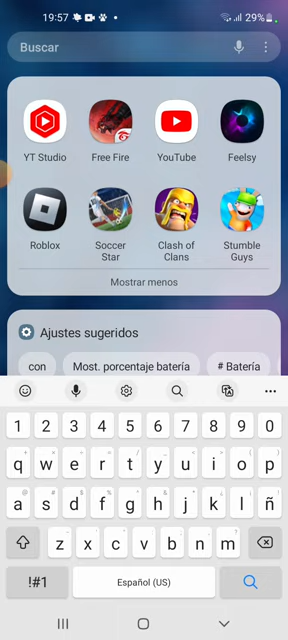 19:57
29%
Buscar
YT Studio Free Fire YouTube Feelsy
Roblox Soccer Star Clash of Clans Stumble Guys
Mostrar menos
Ajustes sugeridos
con Most. porcentaje batería # Batería
1 2 3 4 5 6 7 8 9 0
q w e r t y u i o p
a s d f g h j k l ñ
z x c v b n m
!#1 Español (US)